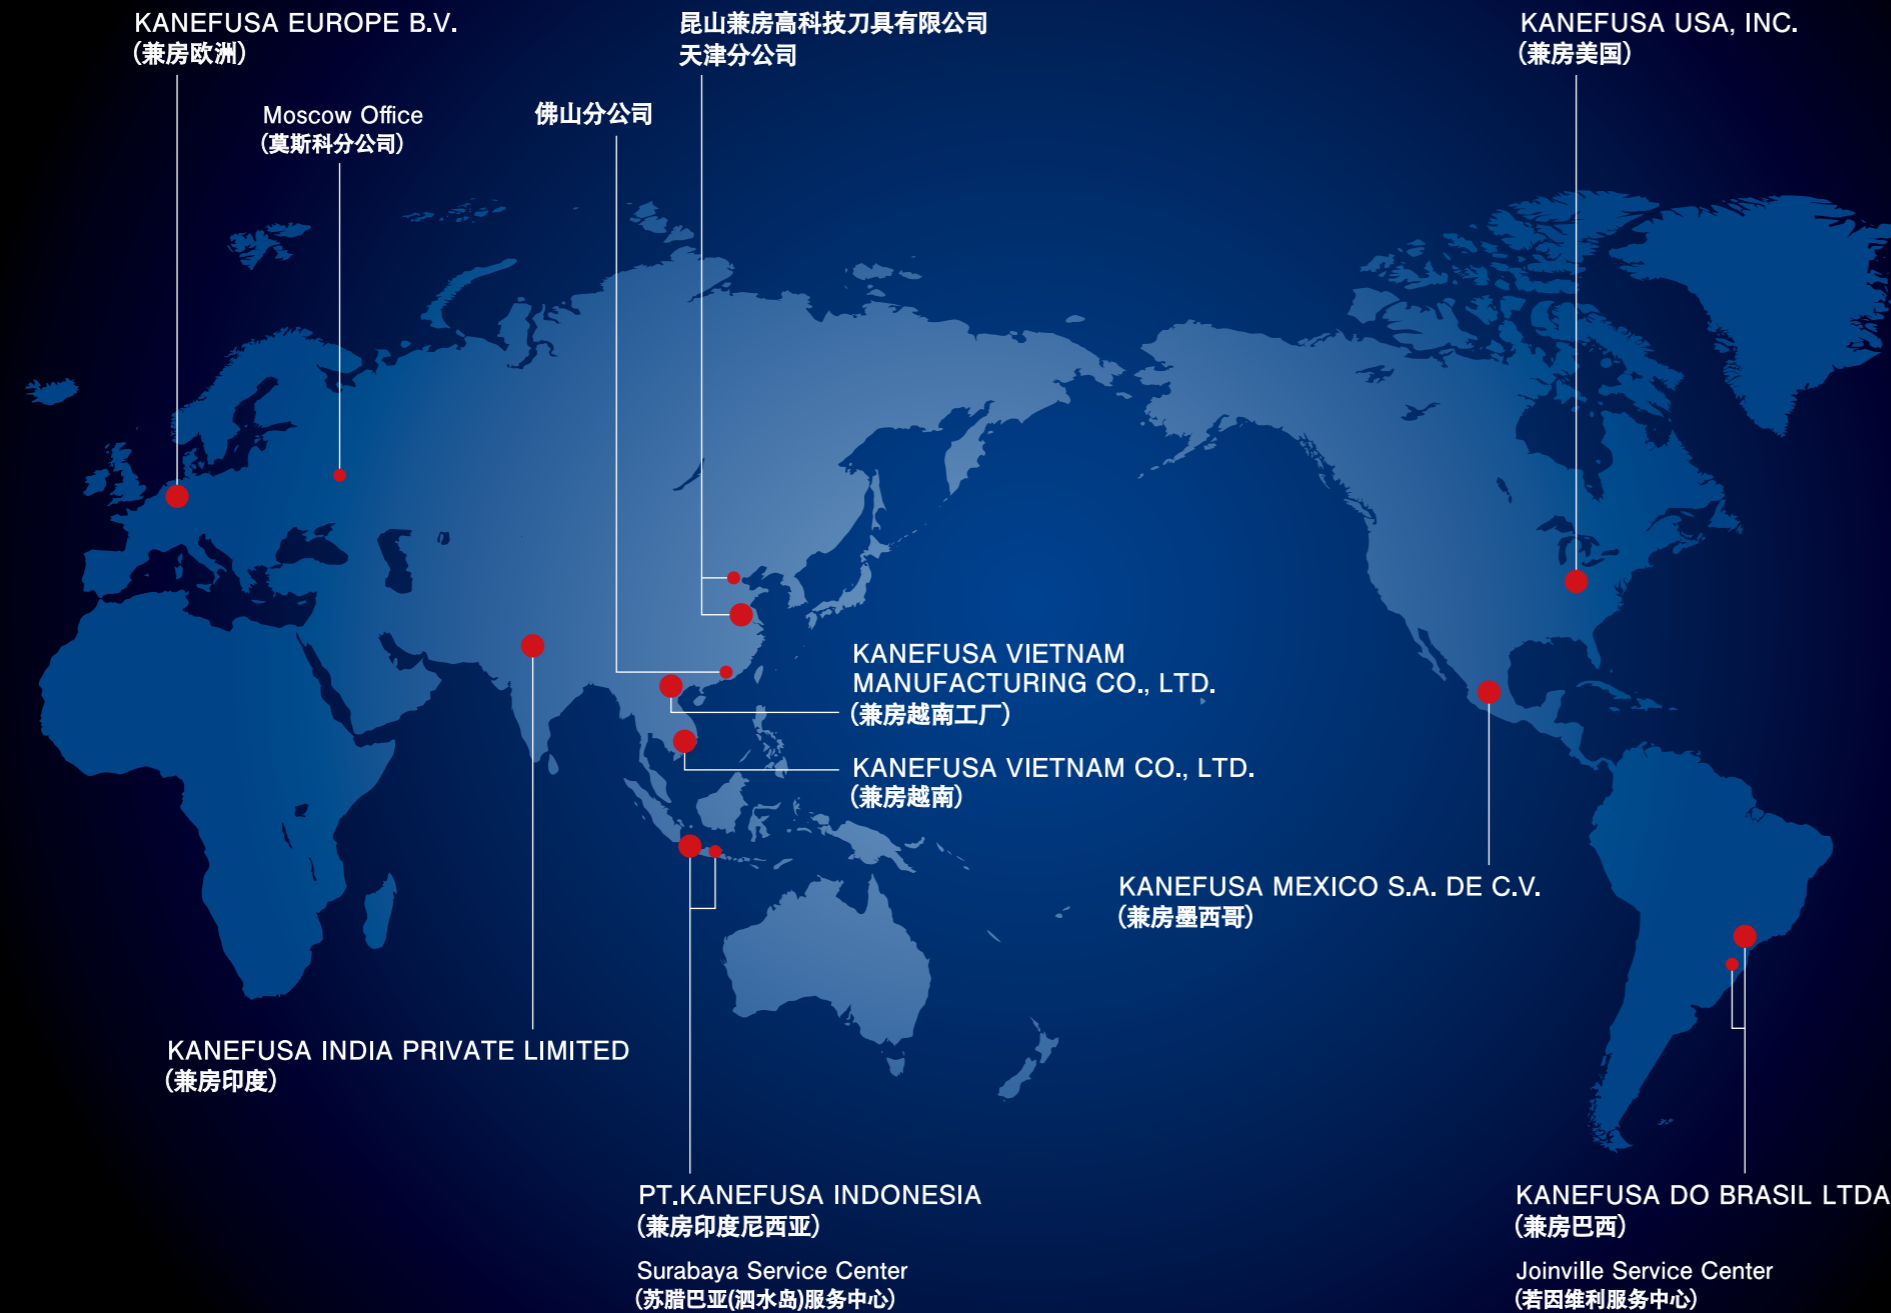 KANEFUSA EUROPE B.V.
(兼房欧洲)
Moscow Office
(莫斯科分公司)
昆山兼房高科技刀具有限公司
天津分公司
佛山分公司
KANEFUSA USA, INC.
(兼房美国)
KANEFUSA VIETNAM
MANUFACTURING CO., LTD.
(兼房越南工厂)
KANEFUSA VIETNAM CO., LTD.
(兼房越南)
KANEFUSA MEXICO S.A. DE C.V.
(兼房墨西哥)
KANEFUSA INDIA PRIVATE LIMITED
(兼房印度)
PT.KANEFUSA INDONESIA
(兼房印度尼西亚)
Surabaya Service Center
(苏腊巴亚(泗水岛)服务中心)
KANEFUSA DO BRASIL LTDA
(兼房巴西)
Joinville Service Center
(若因维利服务中心)